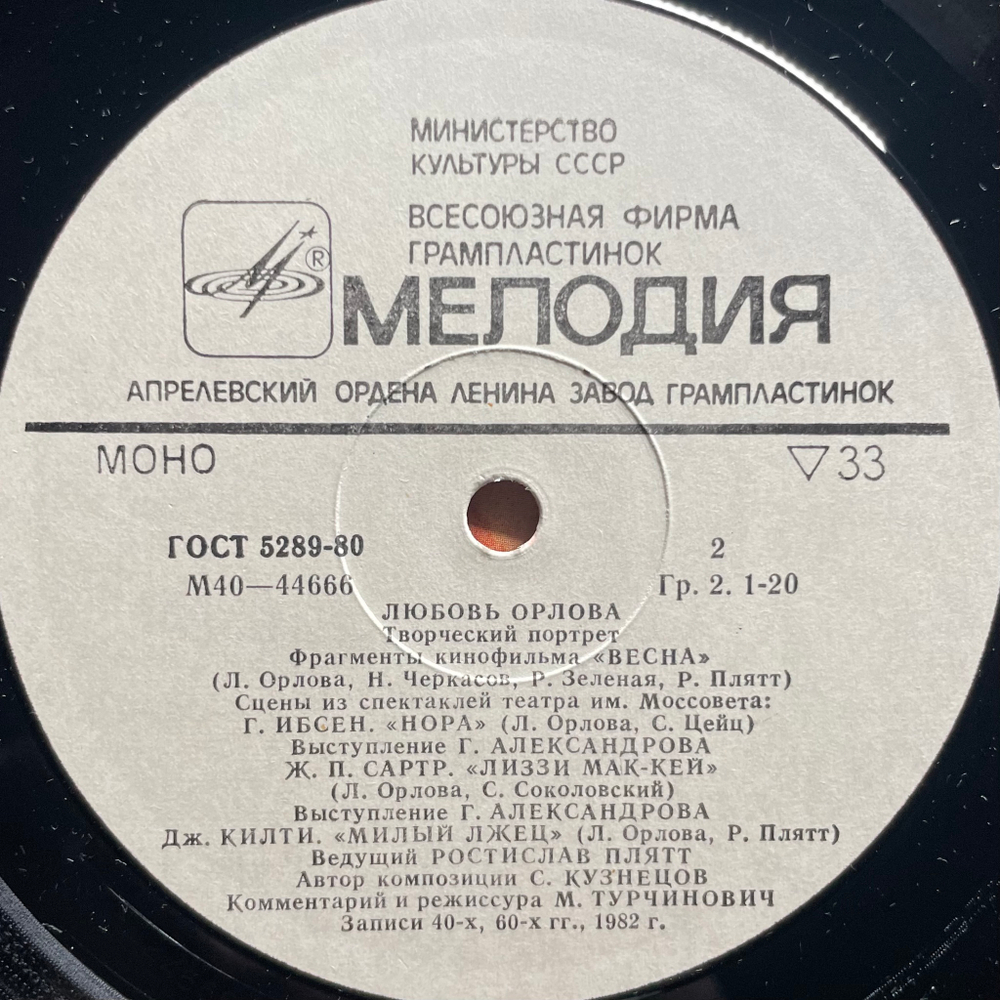 МИНИСТЕРСТВО
КУЛЬТУРЫ СССР
ВСЕСОЮЗНАЯ ФИРМА
ГРАМПЛАСТИНОК
®
МЕЛОДИЯ
АПРЕЛЕВСКИЙ ОРДЕНА ЛЕНИНА ЗАВОД ГРАМПЛАСТИНОК
МОНО ▽33
ГОСТ 5289-80 2
М40—44666 Гр. 2. 1-20
ЛЮБОВЬ ОРЛОВА
Творческий портрет
Фрагменты кинофильма «ВЕСНА»
(Л. Орлова, Н. Черкасов, Р. Зеленая, Р. Плятт)
Сцены из спектаклей театра им. Моссовета:
Г. ИБСЕН. «НОРА» (Л. Орлова, С. Цейц)
Выступление Г. АЛЕКСАНДРОВА
Ж. П. САРТР. «ЛИЗЗИ МАК-КЕЙ»
(Л. Орлова, С. Соколовский)
Выступление Г. АЛЕКСАНДРОВА
Дж. КИЛТИ. «МИЛЫЙ ЛЖЕЦ» (Л. Орлова, Р. Плятт)
Ведущий РОСТИСЛАВ ПЛЯТТ
Автор композиции С. КУЗНЕЦОВ
Комментарий и режиссура М. ТУРЧИНОВИЧ
Записи 40-х, 60-х гг., 1982 г.